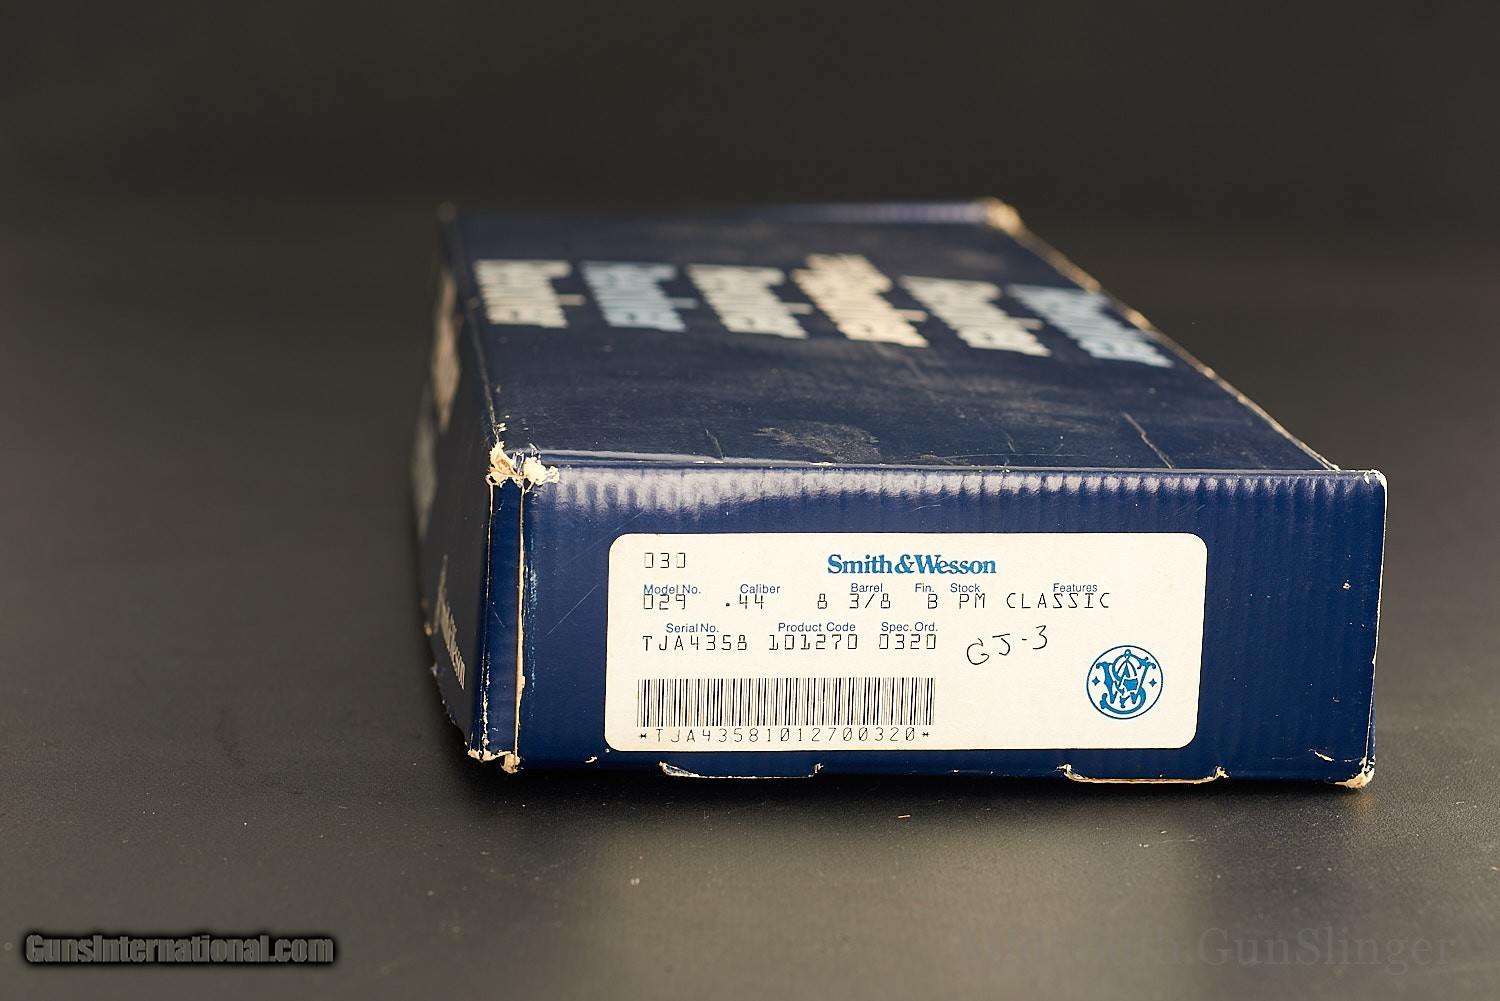 030
Smith&Wesson
Model No. Caliber Barrel Fin. Stock Features
029 .44 8 3/8 B PM CLASSIC
Serial No. Product Code Spec. Ord.
TJA4358 101270 0320
GJ-3
*TJA43581012700320*
GunsInternational.com
GunSlinger